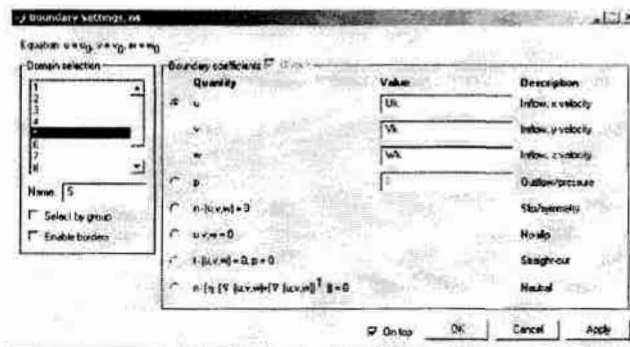 Boundary Settings, ns
Equation: u = u0, v = v0, w = w0
Domain selection
1
2
3
4
5
6
7
8
Name: S
Select by group
Enable borders
Boundary coefficients
Quantity Value Description
u Uk Inflow, x velocity
v Vk Inflow, y velocity
w Wk Inflow, z velocity
p Outflow/pressure
n·(u,v,w) = 0 Slip/symmetry
u,v,w = 0 No-slip
t·(u,v,w) = 0, p = 0 Straight-out
n·[η (∇ (u,v,w)+(∇ (u,v,w))T )] = 0 Neutral
On top OK Cancel Apply